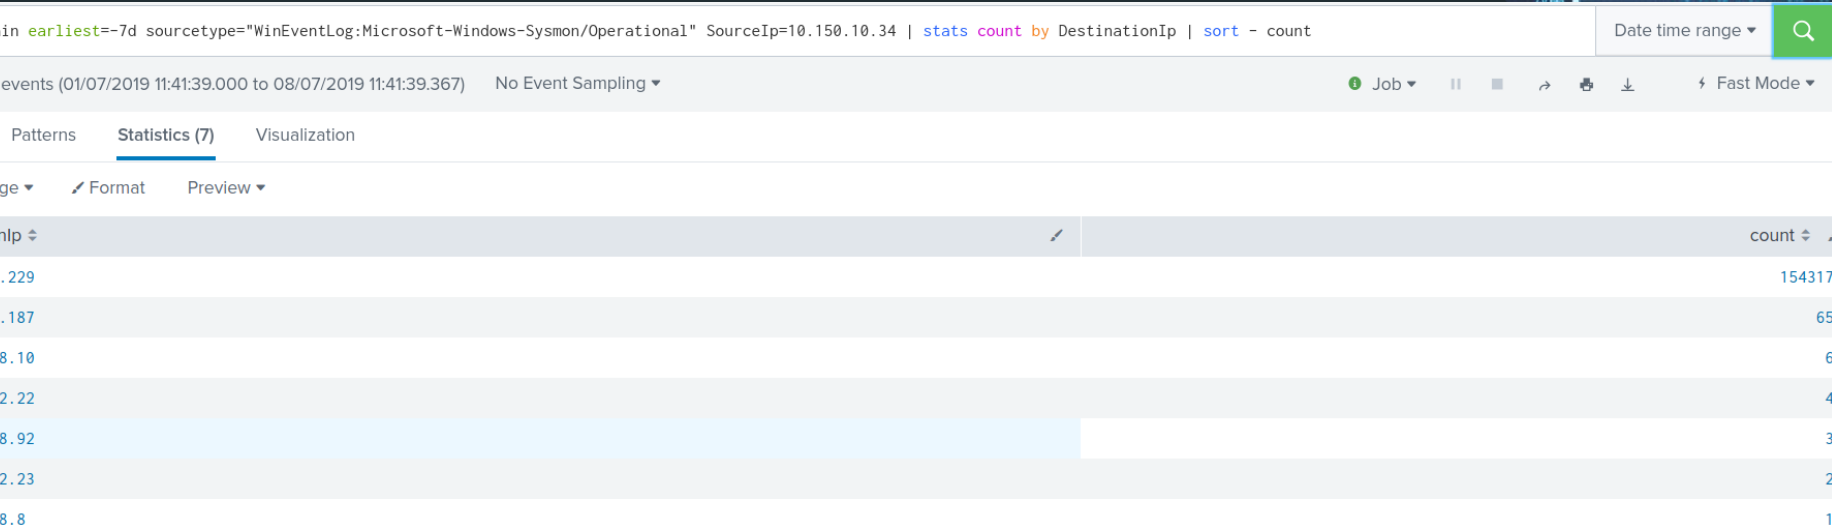 in earliest=-7d sourcetype="WinEventLog:Microsoft-Windows-Sysmon/Operational" SourceIp=10.150.10.34 | stats count by DestinationIp | sort - count
Date time range
events (01/07/2019 11:41:39.000 to 08/07/2019 11:41:39.367)
No Event Sampling
Job
Fast Mode
Patterns
Statistics (7)
Visualization
ge
Format
Preview
nIp
count
.229
154317
.187
65
8.10
6
2.22
4
8.92
3
2.23
2
8.8
1